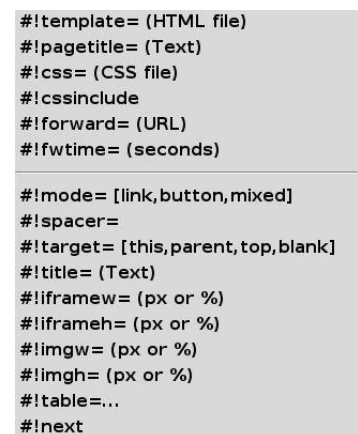 #!template= (HTML file)
#!pagetitle= (Text)
#!css= (CSS file)
#!cssinclude
#!forward= (URL)
#!fwtime= (seconds)
#!mode= [link,button,mixed]
#!spacer=
#!target= [this,parent,top,blank]
#!title= (Text)
#!iframew= (px or %)
#!iframeh= (px or %)
#!imgw= (px or %)
#!imgh= (px or %)
#!table=...
#!next